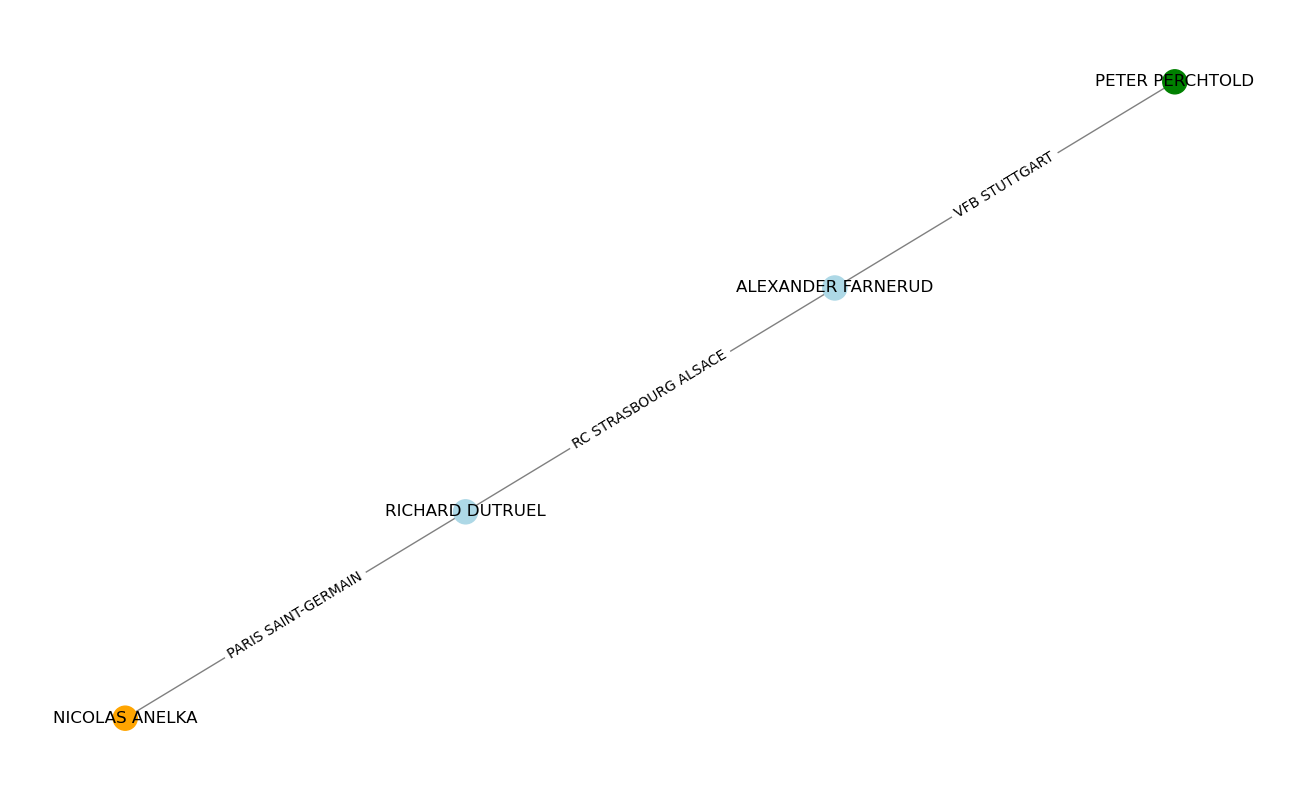 PETER PERCHTOLD
VFB STUTTGART
ALEXANDER FARNERUD
RC STRASBOURG ALSACE
RICHARD DUTRUEL
PARIS SAINT-GERMAIN
NICOLAS ANELKA